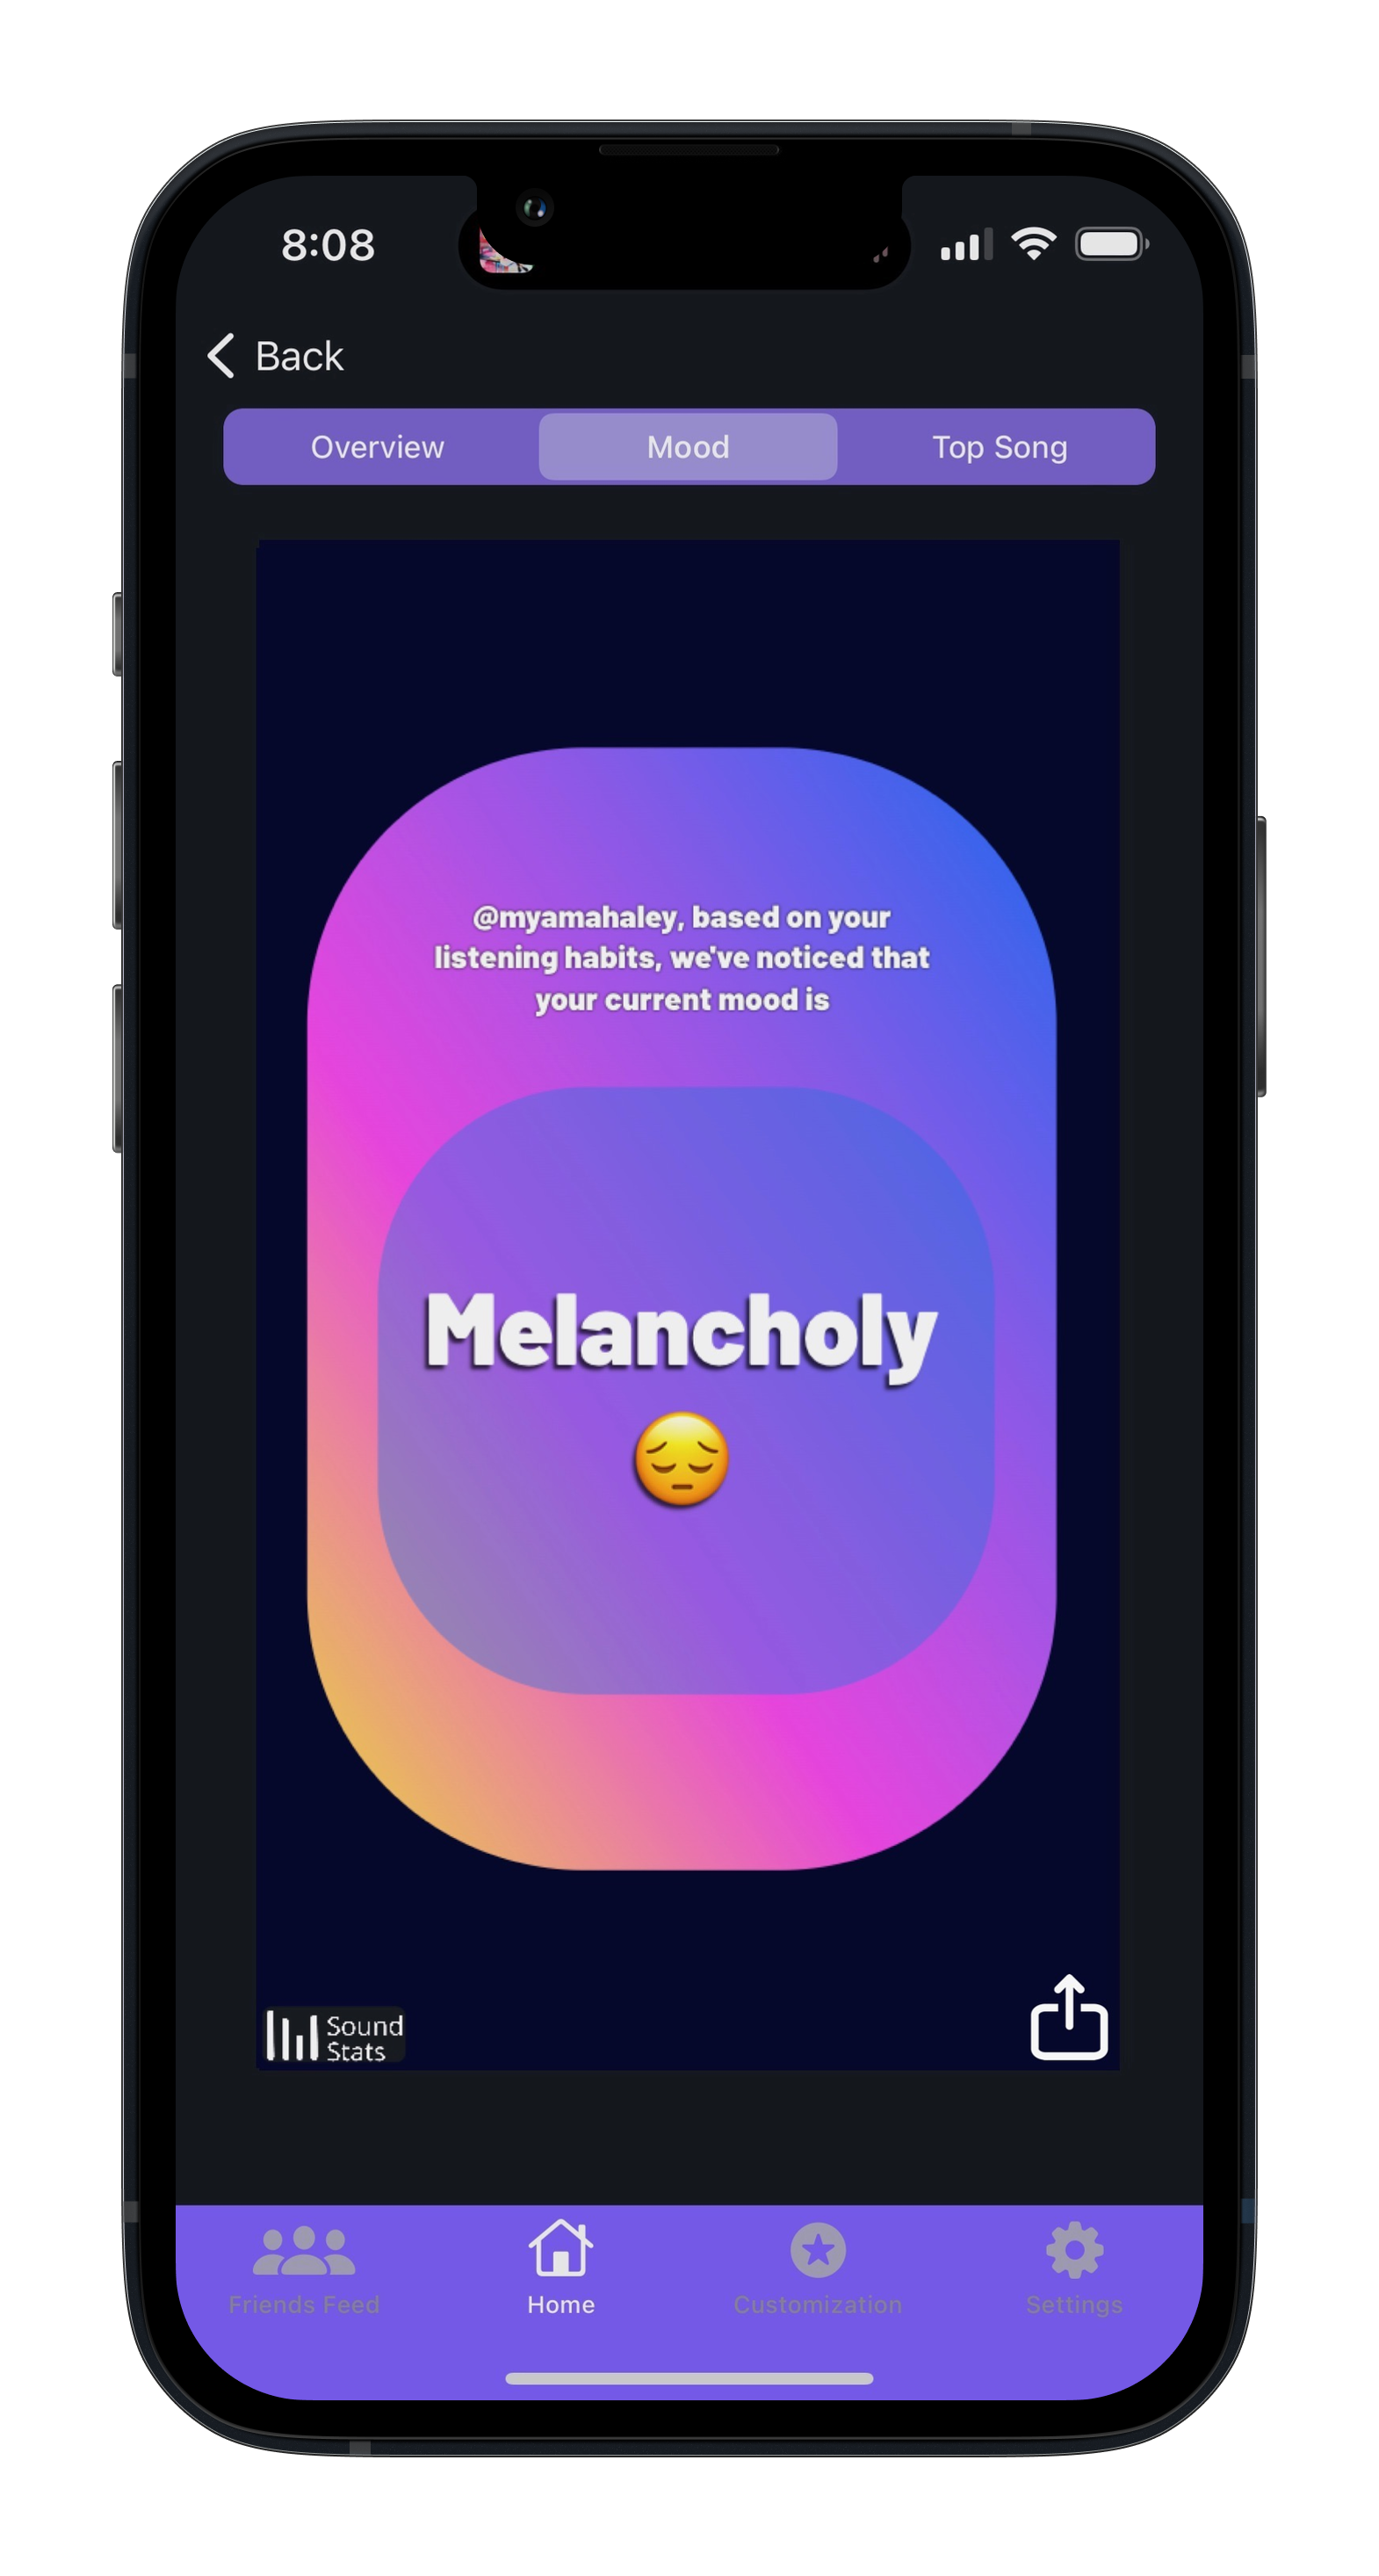 8:08
Back
Overview Mood Top Song
@myamahaley, based on your
listening habits, we've noticed that
your current mood is
Melancholy
Sound
Stats
Friends Feed Home Customization Settings